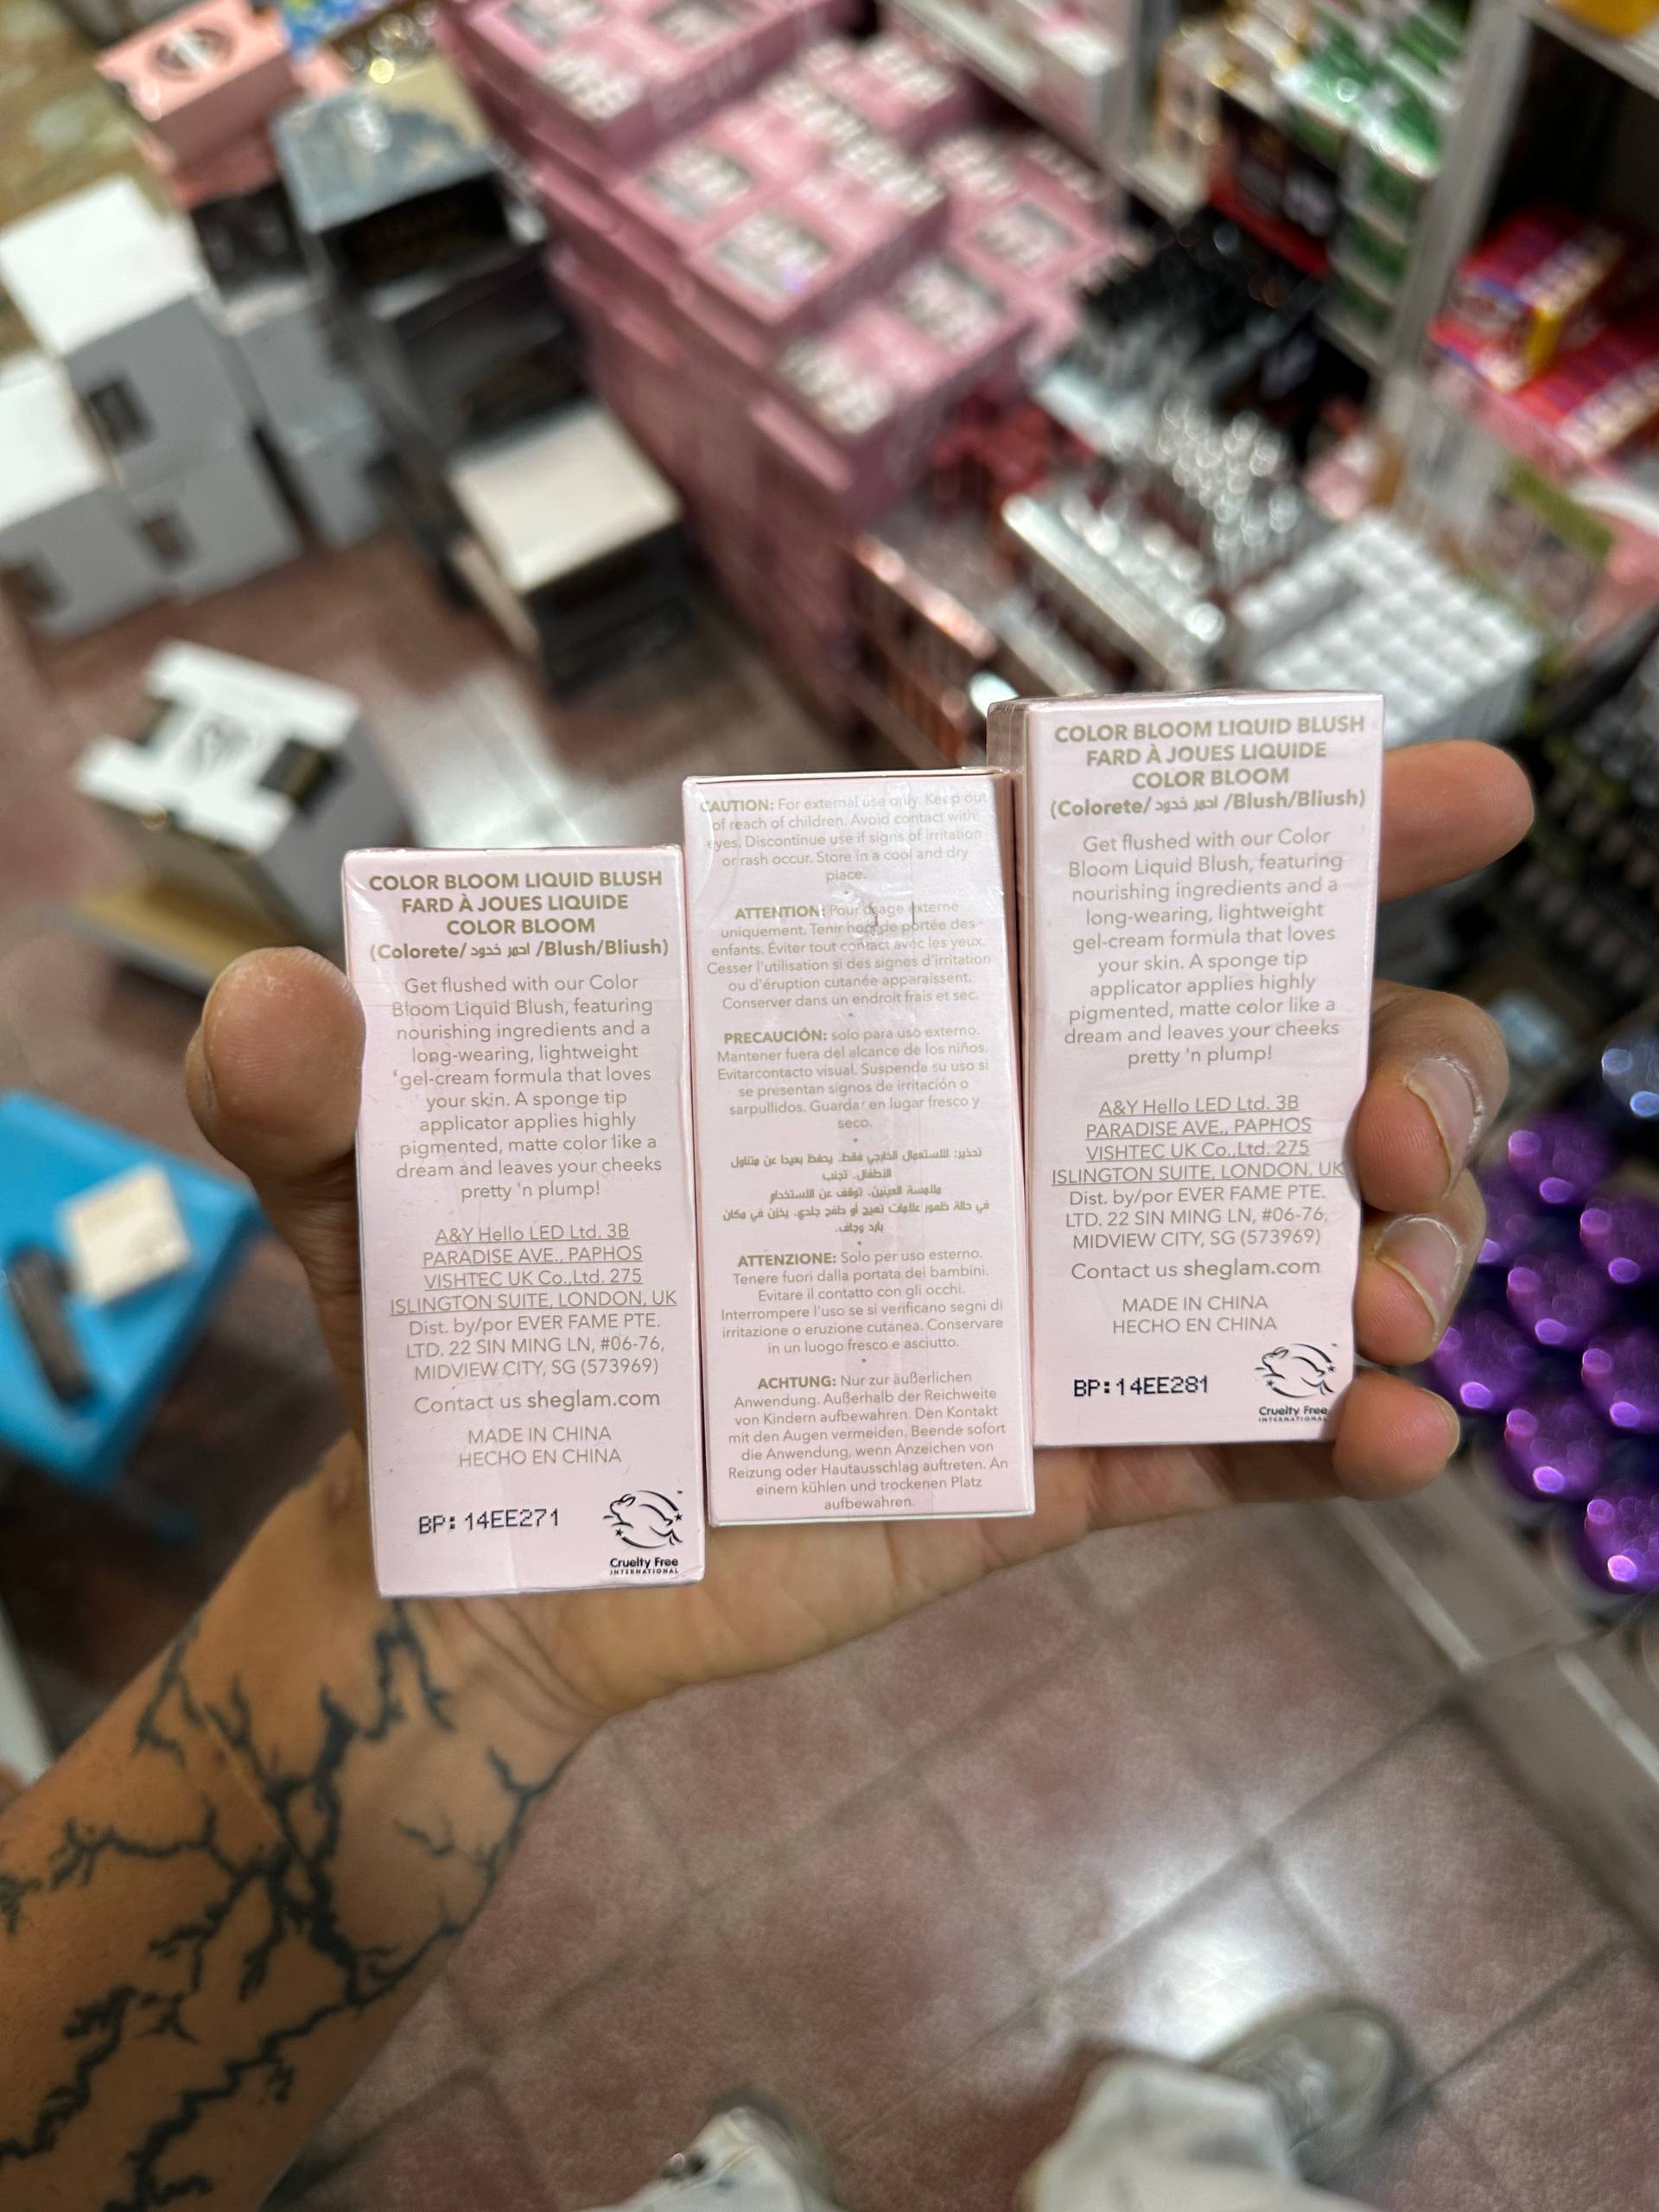 COLOR BLOOM LIQUID BLUSH
FARD À JOUES LIQUIDE
COLOR BLOOM
(Colorete/ احمر خدود /Blush/Bliush)
Get flushed with our Color
Bloom Liquid Blush, featuring
nourishing ingredients and a
long-wearing, lightweight
gel-cream formula that loves
your skin. A sponge tip
applicator applies highly
pigmented, matte color like a
dream and leaves your cheeks
pretty 'n plump!
A&Y Hello LED Ltd. 3B
PARADISE AVE., PAPHOS
VISHTEC UK Co.,Ltd. 275
ISLINGTON SUITE, LONDON, UK
Dist. by/por EVER FAME PTE.
LTD. 22 SIN MING LN, #06-76,
MIDVIEW CITY, SG (573969)
Contact us sheglam.com
MADE IN CHINA
HECHO EN CHINA
BP: 14EE271
Cruelty Free
INTERNATIONAL
CAUTION: For external use only. Keep out
of reach of children. Avoid contact with
eyes. Discontinue use if signs of irritation
or rash occur. Store in a cool and dry
place.
ATTENTION: Pour usage externe
uniquement. Tenir hors de portée des
enfants. Éviter tout contact avec les yeux.
Cesser l'utilisation si des signes d'irritation
ou d'éruption cutanée apparaissent.
Conserver dans un endroit frais et sec.
PRECAUCIÓN: solo para uso externo.
Mantener fuera del alcance de los niños.
Evitarcontacto visual. Suspenda su uso si
se presentan signos de irritación o
sarpullidos. Guardar en lugar fresco y
seco.
تحذير: للاستعمال الخارجي فقط. يحفظ بعيدا عن متناول
الأطفال. تجنب
ملامسة العينين. توقف عن الاستخدام
في حالة ظهور علامات تهيج أو طفح جلدي. يخزن في مكان
بارد وجاف.
ATTENZIONE: Solo per uso esterno.
Tenere fuori dalla portata dei bambini.
Evitare il contatto con gli occhi.
Interrompere l'uso se si verificano segni di
irritazione o eruzione cutanea. Conservare
in un luogo fresco e asciutto.
ACHTUNG: Nur zur äußerlichen
Anwendung. Außerhalb der Reichweite
von Kindern aufbewahren. Den Kontakt
mit den Augen vermeiden. Beende sofort
die Anwendung, wenn Anzeichen von
Reizung oder Hautausschlag auftreten. An
einem kühlen und trockenen Platz
aufbewahren.
COLOR BLOOM LIQUID BLUSH
FARD À JOUES LIQUIDE
COLOR BLOOM
(Colorete/ احمر خدود /Blush/Bliush)
Get flushed with our Color
Bloom Liquid Blush, featuring
nourishing ingredients and a
long-wearing, lightweight
gel-cream formula that loves
your skin. A sponge tip
applicator applies highly
pigmented, matte color like a
dream and leaves your cheeks
pretty 'n plump!
A&Y Hello LED Ltd. 3B
PARADISE AVE., PAPHOS
VISHTEC UK Co.,Ltd. 275
ISLINGTON SUITE, LONDON, UK
Dist. by/por EVER FAME PTE.
LTD. 22 SIN MING LN, #06-76,
MIDVIEW CITY, SG (573969)
Contact us sheglam.com
MADE IN CHINA
HECHO EN CHINA
BP:14EE281
Cruelty Free
INTERNATIONAL